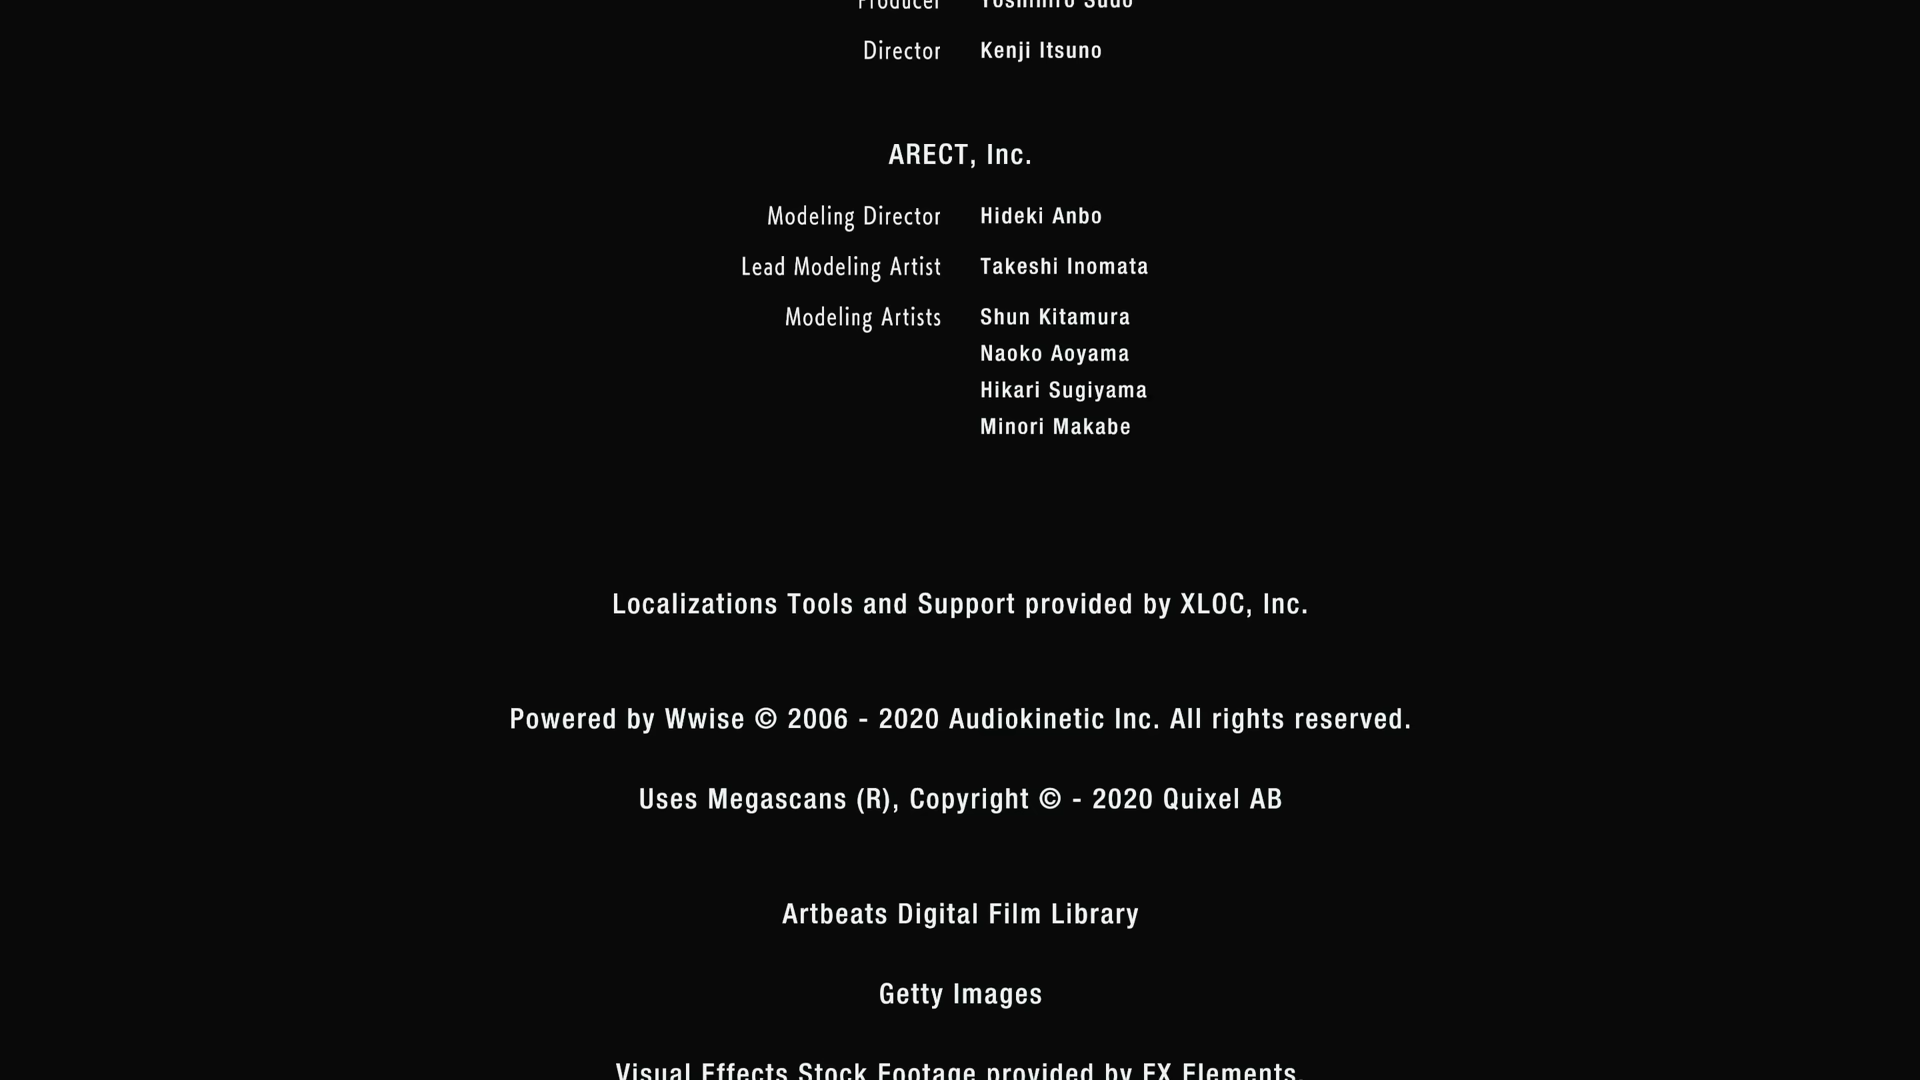 Producer Yoshihiro Sudo
Director Kenji Itsuno
ARECT, Inc.
Modeling Director Hideki Anbo
Lead Modeling Artist Takeshi Inomata
Modeling Artists Shun Kitamura
Naoko Aoyama
Hikari Sugiyama
Minori Makabe
Localizations Tools and Support provided by XLOC, Inc.
Powered by Wwise © 2006 - 2020 Audiokinetic Inc. All rights reserved.
Uses Megascans (R), Copyright © - 2020 Quixel AB
Artbeats Digital Film Library
Getty Images
Visual Effects Stock Footage provided by FX Elements.